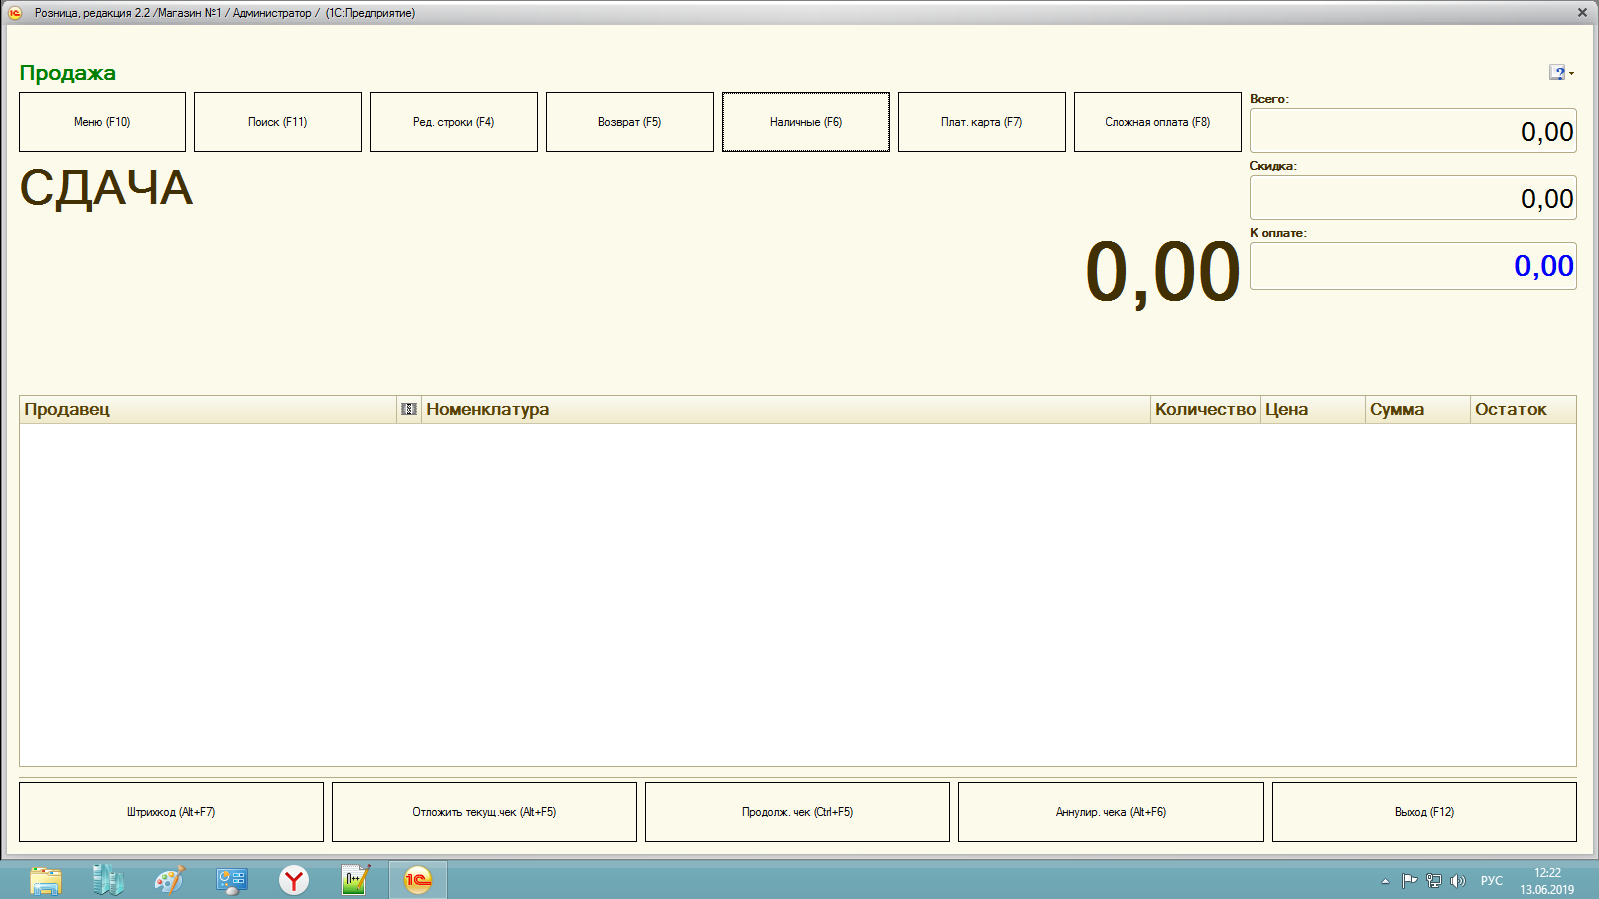 Розница, редакция 2.2 /Магазин №1 / Администратор / (1С:Предприятие)
Продажа
Меню (F10)
Поиск (F11)
Ред. строки (F4)
Возврат (F5)
Наличные (F6)
Плат. карта (F7)
Сложная оплата (F8)
Всего:
0,00
СДАЧА
Скидка:
0,00
К оплате:
0,00
0,00
Продавец
Номенклатура
Количество
Цена
Сумма
Остаток
Штрихкод (Alt+F7)
Отложить текущ.чек (Alt+F5)
Продолж. чек (Ctrl+F5)
Аннулир. чека (Alt+F6)
Выход (F12)
РУС
12:22
13.06.2019